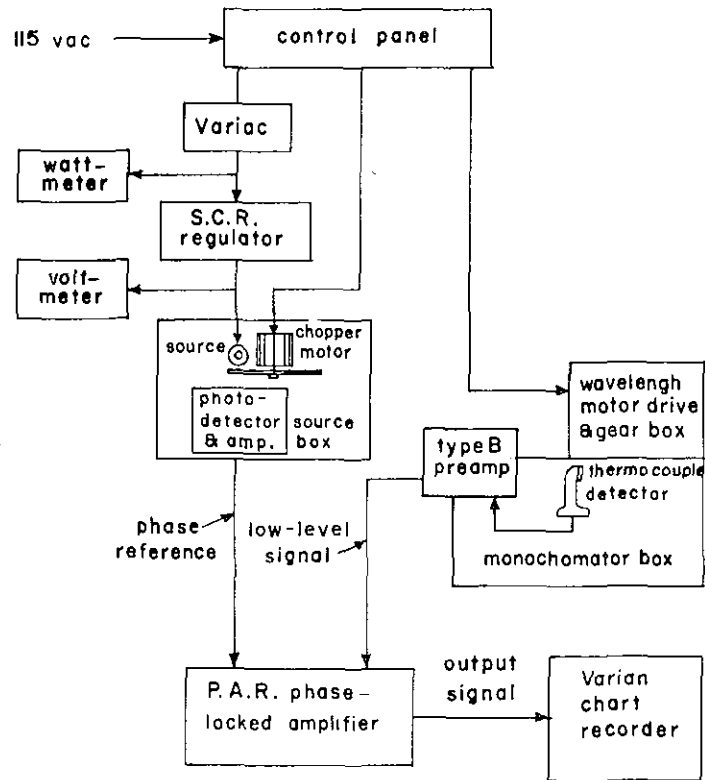 115 vac
control panel
Variac
watt-
meter
S.C.R.
regulator
volt-
meter
source
chopper
motor
photo-
detector
& amp.
source
box
wavelengh
motor drive
& gear box
type B
preamp
thermocouple
detector
monochomator box
phase
reference
low-level
signal
P.A.R. phase-
locked amplifier
output
signal
Varian
chart
recorder